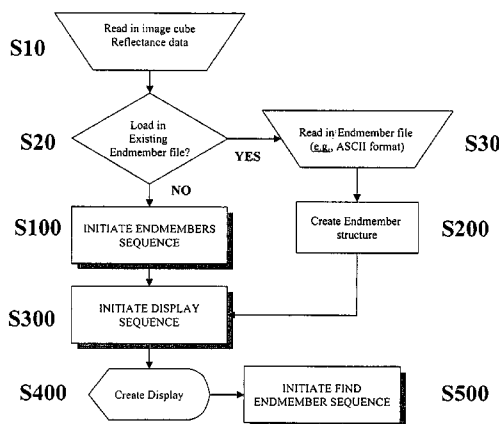 Read in image cube
Reflectance data
S10
Load in
Existing
Endmember file?
S20
YES
Read in Endmember file
(e.g., ASCII format)
S30
NO
S100
INITIATE ENDMEMBERS
SEQUENCE
Create Endmember
structure
S200
S300
INITIATE DISPLAY
SEQUENCE
S400
Create Display
INITIATE FIND
ENDMEMBER SEQUENCE
S500